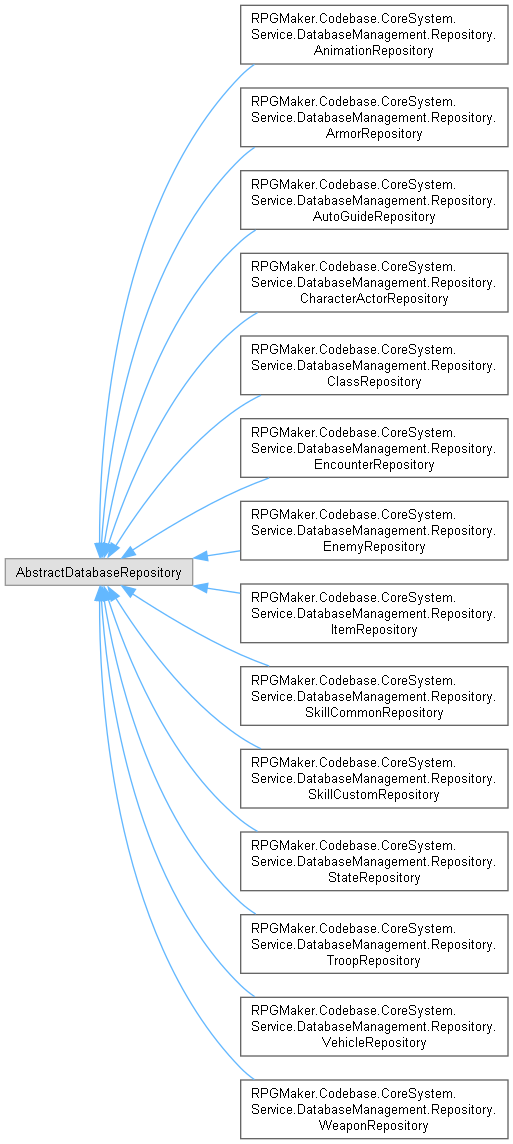 RPGMaker.Codebase.CoreSystem.
Service.DatabaseManagement.Repository.
AnimationRepository
RPGMaker.Codebase.CoreSystem.
Service.DatabaseManagement.Repository.
ArmorRepository
RPGMaker.Codebase.CoreSystem.
Service.DatabaseManagement.Repository.
AutoGuideRepository
RPGMaker.Codebase.CoreSystem.
Service.DatabaseManagement.Repository.
CharacterActorRepository
RPGMaker.Codebase.CoreSystem.
Service.DatabaseManagement.Repository.
ClassRepository
RPGMaker.Codebase.CoreSystem.
Service.DatabaseManagement.Repository.
EncounterRepository
RPGMaker.Codebase.CoreSystem.
Service.DatabaseManagement.Repository.
EnemyRepository
AbstractDatabaseRepository
RPGMaker.Codebase.CoreSystem.
Service.DatabaseManagement.Repository.
ItemRepository
RPGMaker.Codebase.CoreSystem.
Service.DatabaseManagement.Repository.
SkillCommonRepository
RPGMaker.Codebase.CoreSystem.
Service.DatabaseManagement.Repository.
SkillCustomRepository
RPGMaker.Codebase.CoreSystem.
Service.DatabaseManagement.Repository.
StateRepository
RPGMaker.Codebase.CoreSystem.
Service.DatabaseManagement.Repository.
TroopRepository
RPGMaker.Codebase.CoreSystem.
Service.DatabaseManagement.Repository.
VehicleRepository
RPGMaker.Codebase.CoreSystem.
Service.DatabaseManagement.Repository.
WeaponRepository